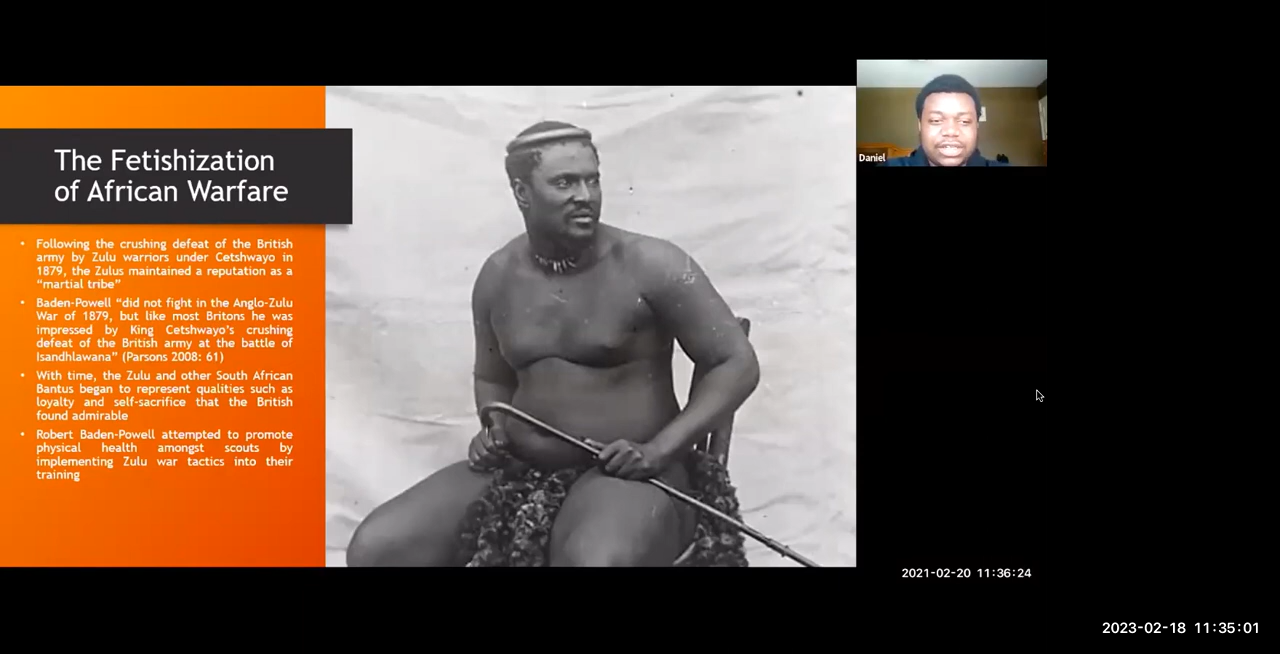 The Fetishization
of African Warfare
• Following the crushing defeat of the British
army by Zulu warriors under Cetshwayo in
1879, the Zulus maintained a reputation as a
“martial tribe”
• Baden-Powell “did not fight in the Anglo-Zulu
War of 1879, but like most Britons he was
impressed by King Cetshwayo’s crushing
defeat of the British army at the battle of
Isandhlawana” (Parsons 2008: 61)
• With time, the Zulu and other South African
Bantus began to represent qualities such as
loyalty and self-sacrifice that the British
found admirable
• Robert Baden-Powell attempted to promote
physical health amongst scouts by
implementing Zulu war tactics into their
training
Daniel
2021-02-20 11:36:24
2023-02-18 11:35:01